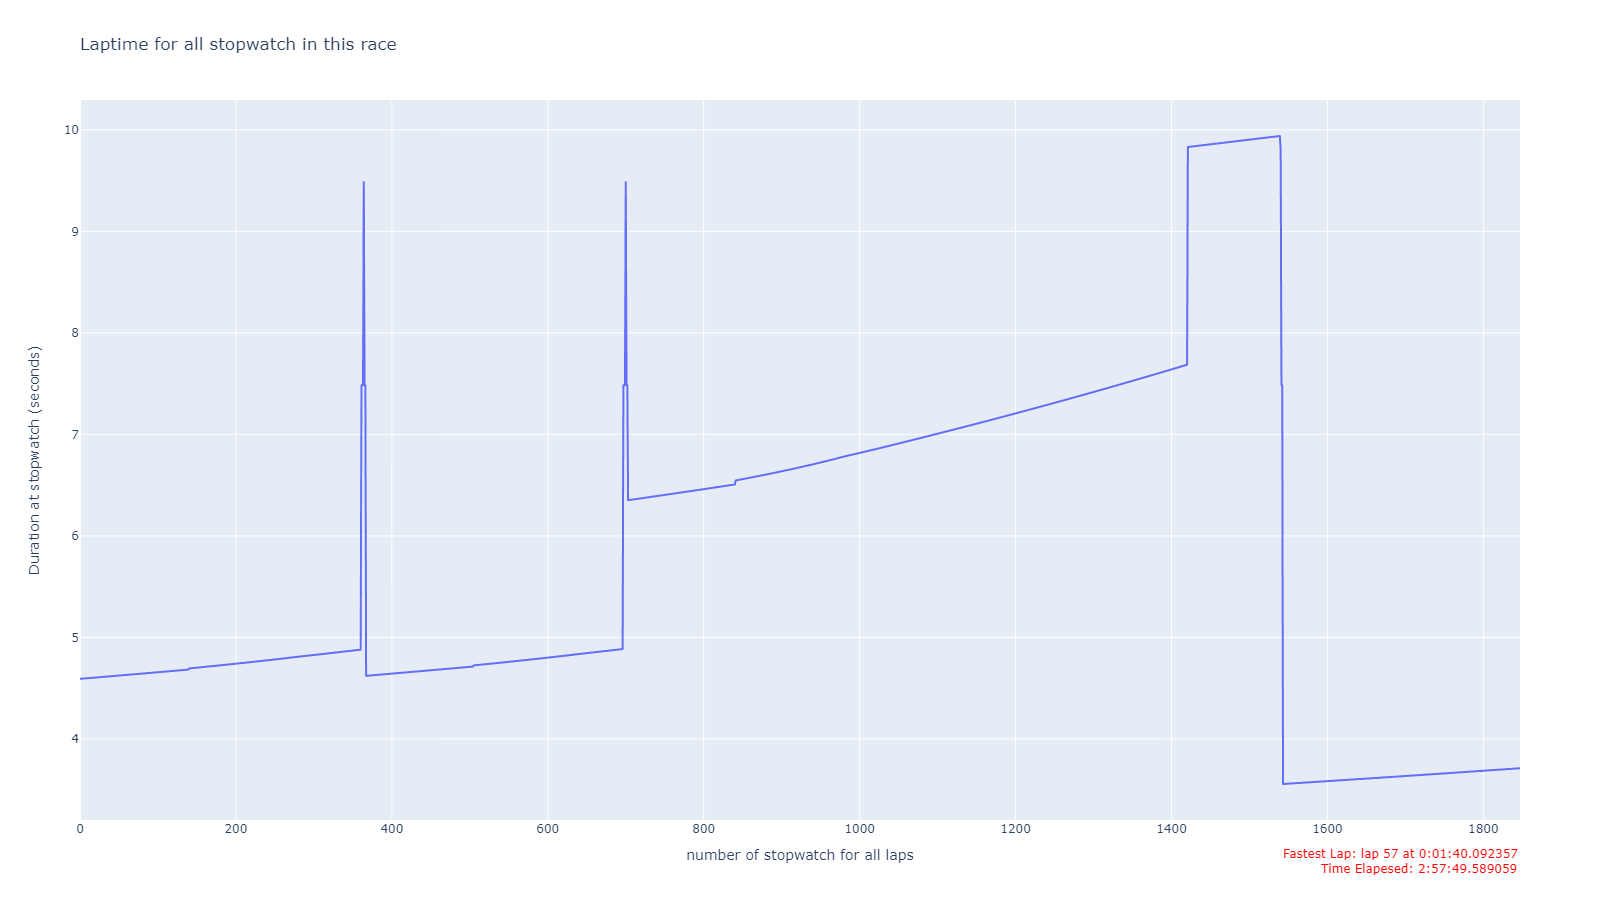 Laptime for all stopwatch in this race
Duration at stopwatch (seconds)
10
9
8
7
6
5
4
0 200 400 600 800 1000 1200 1400 1600 1800
number of stopwatch for all laps
Fastest Lap: lap 57 at 0:01:40.092357
Time Elapesed: 2:57:49.589059